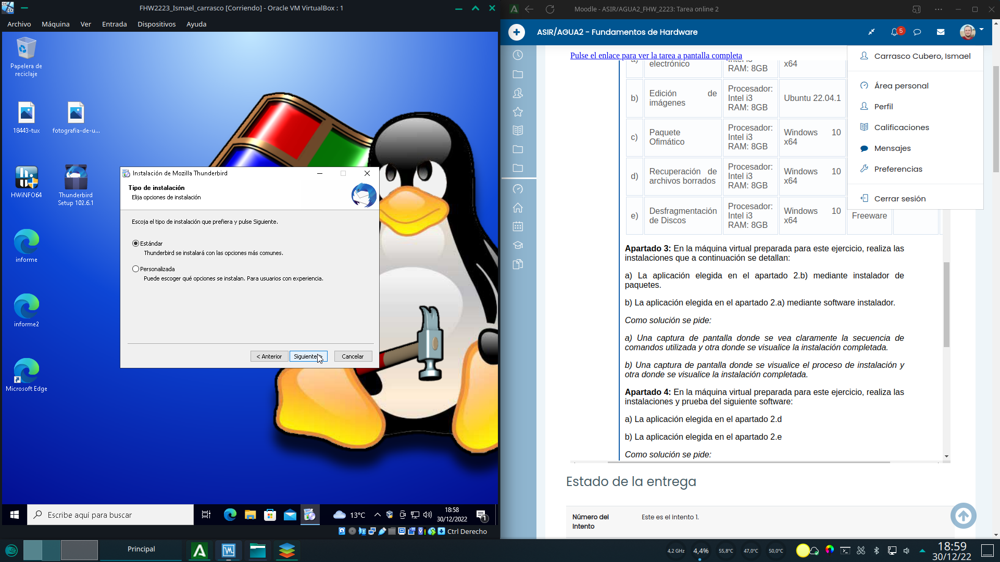 FHW2223_Ismael_carrasco [Corriendo] - Oracle VM VirtualBox : 1
Archivo Máquina Ver Entrada Dispositivos Ayuda
Papelera de
reciclaje
18443-tux
fotografia-de-u...
HWiNFO64
Thunderbird
Setup 102.6.1
informe
informe2
Microsoft Edge
Instalación de Mozilla Thunderbird
Tipo de instalación
Elija opciones de instalación
Escoja el tipo de instalación que prefiera y pulse Siguiente.
Estándar
Thunderbird se instalará con las opciones más comunes.
Personalizada
Puede escoger qué opciones se instalan. Para usuarios con experiencia.
< Anterior
Siguiente
Cancelar
Escribe aquí para buscar
13°C
18:58
30/12/2022
1
Ctrl Derecho
Moodle - ASIR/AGUA2_FHW_2223: Tarea online 2
ASIR/AGUA2 - Fundamentos de Hardware
5
Pulse el enlace para ver la tarea a pantalla completa
a) electrónico Intel i3 RAM: 8GB x64
b) Edición de imágenes Procesador: Intel i3 RAM: 8GB Ubuntu 22.04.1
c) Paquete Ofimático Procesador: Intel i3 RAM: 8GB Windows 10 x64
d) Recuperación de archivos borrados Procesador: Intel i3 RAM: 8GB Windows 10 x64
e) Desfragmentación de Discos Procesador: Intel i3 RAM: 8GB Windows 10 x64 Freeware
Carrasco Cubero, Ismael
Área personal
Perfil
Calificaciones
Mensajes
Preferencias
Cerrar sesión
Apartado 3: En la máquina virtual preparada para este ejercicio, realiza las
instalaciones que a continuación se detallan:
a) La aplicación elegida en el apartado 2.b) mediante instalador de
paquetes.
b) La aplicación elegida en el apartado 2.a) mediante software instalador.
Como solución se pide:
a) Una captura de pantalla donde se vea claramente la secuencia de
comandos utilizada y otra donde se visualice la instalación completada.
b) Una captura de pantalla donde se visualice el proceso de instalación y
otra donde se visualice la instalación completada.
Apartado 4: En la máquina virtual preparada para este ejercicio, realiza las
instalaciones y prueba del siguiente software:
a) La aplicación elegida en el apartado 2.d
b) La aplicación elegida en el apartado 2.e
Como solución se pide:
Estado de la entrega
Número del
Intento
Este es el intento 1.
Principal
4,2 GHz
4,4%
55,8°C
47,0°C
50,0°C
18:59
30/12/22